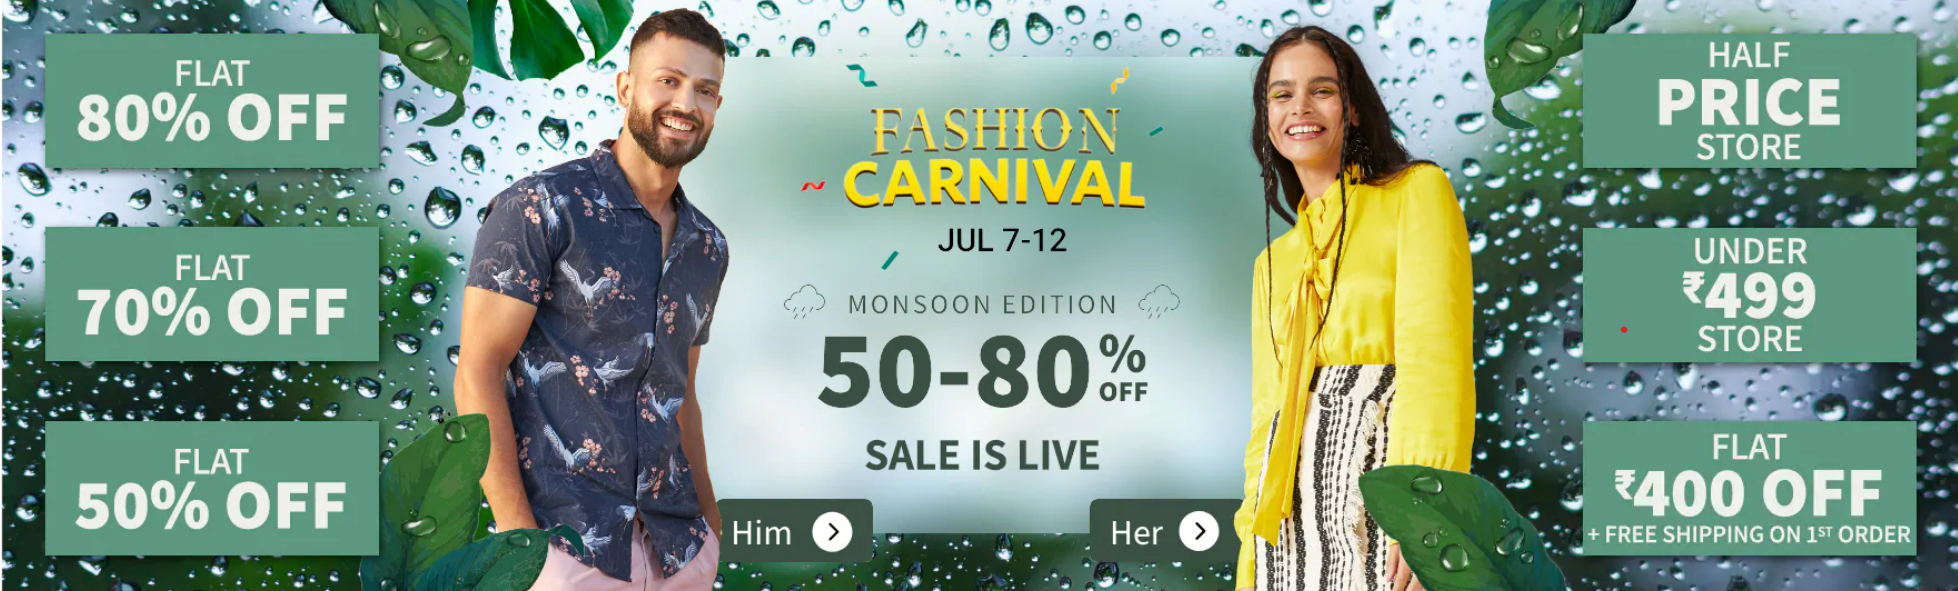 FLAT
80% OFF
FLAT
70% OFF
FLAT
50% OFF
FASHION
CARNIVAL
JUL 7-12
MONSOON EDITION
50-80% OFF
SALE IS LIVE
Him
Her
HALF
PRICE
STORE
UNDER
₹499
STORE
FLAT
₹400 OFF
+ FREE SHIPPING ON 1ST ORDER